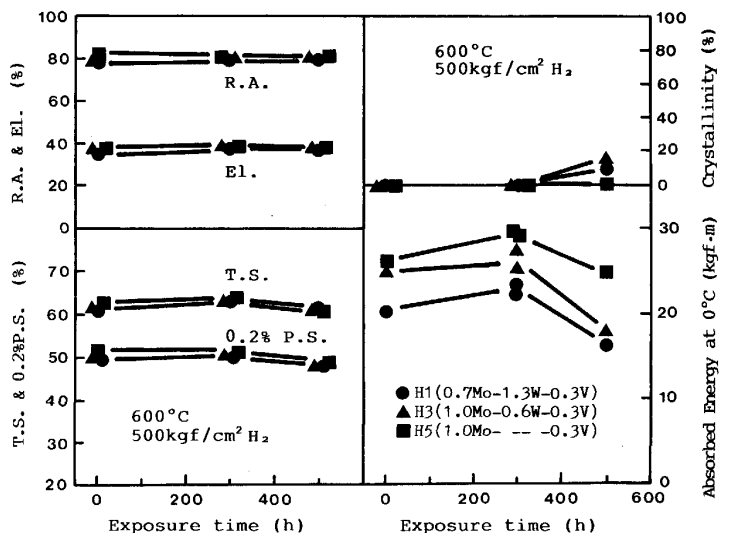 R.A. & El. (%)
100
80
60
40
20
0
R.A.
El.
T.S. & 0.2%P.S. (%)
70
60
50
40
30
20
T.S.
0.2% P.S.
600°C
500kgf/cm² H₂
0 200 400
Exposure time (h)
600°C
500kgf/cm² H₂
100
80
60
40
20
0
Crystallinity (%)
30
20
10
0
Absorbed Energy at 0°C (kgf·m)
H1(0.7Mo-1.3W-0.3V)
H3(1.0Mo-0.6W-0.3V)
H5(1.0Mo- -- -0.3V)
0 200 400 600
Exposure time (h)